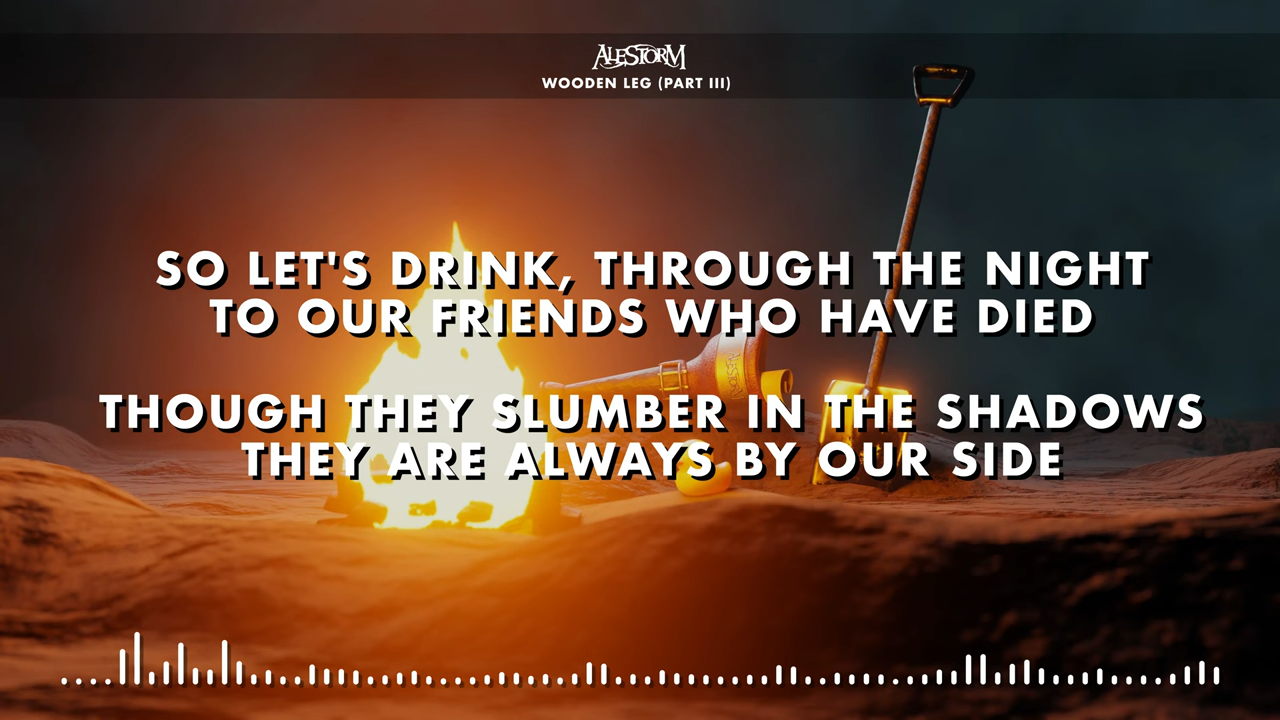 ALESTORM
WOODEN LEG (PART III)
SO LET'S DRINK, THROUGH THE NIGHT
TO OUR FRIENDS WHO HAVE DIED
THOUGH THEY SLUMBER IN THE SHADOWS
THEY ARE ALWAYS BY OUR SIDE
ALESTORM